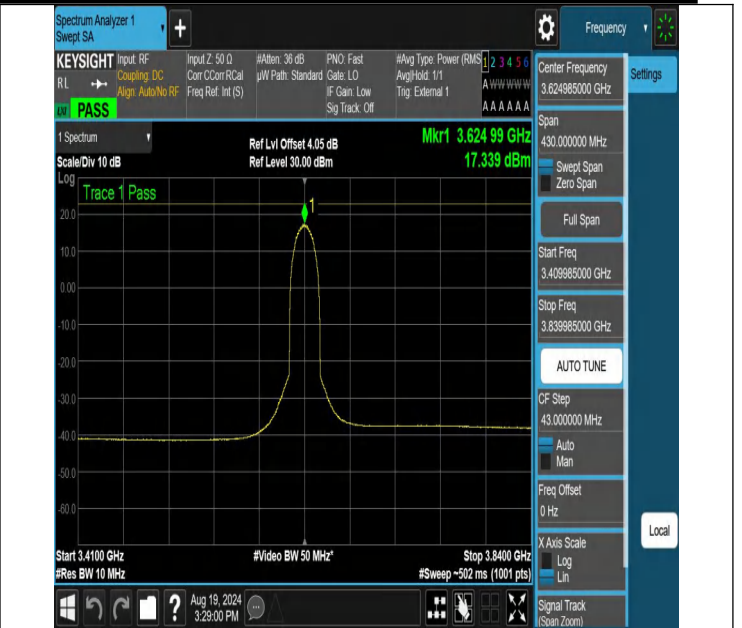 Spectrum Analyzer 1
Swept SA
+
Frequency
KEYSIGHT
Input: RF
Input Z: 50 Ω
#Atten: 36 dB
PNO: Fast
#Avg Type: Power (RMS
1 2 3 4 5 6
RL
Coupling: DC
Corr CCorr RCal
µW Path: Standard
Gate: LO
Avg|Hold: 1/1
A W W W W W
Align: Auto/No RF
Freq Ref: Int (S)
IF Gain: Low
Trig: External 1
PASS
Sig Track: Off
A A A A A A
Center Frequency
3.624985000 GHz
Settings
1 Spectrum
Ref Lvl Offset 4.05 dB
Mkr1 3.624 99 GHz
Scale/Div 10 dB
Ref Level 30.00 dBm
17.339 dBm
Log
Trace 1 Pass
1
20.0
10.0
0.00
-10.0
-20.0
-30.0
-40.0
-50.0
-60.0
Start 3.4100 GHz
#Video BW 50 MHz*
Stop 3.8400 GHz
#Res BW 10 MHz
#Sweep ~502 ms (1001 pts)
Span
430.000000 MHz
Swept Span
Zero Span
Full Span
Start Freq
3.409985000 GHz
Stop Freq
3.839985000 GHz
AUTO TUNE
CF Step
43.000000 MHz
Auto
Man
Freq Offset
0 Hz
X Axis Scale
Log
Lin
Local
Signal Track
(Span Zoom)
?
Aug 19, 2024
3:29:00 PM